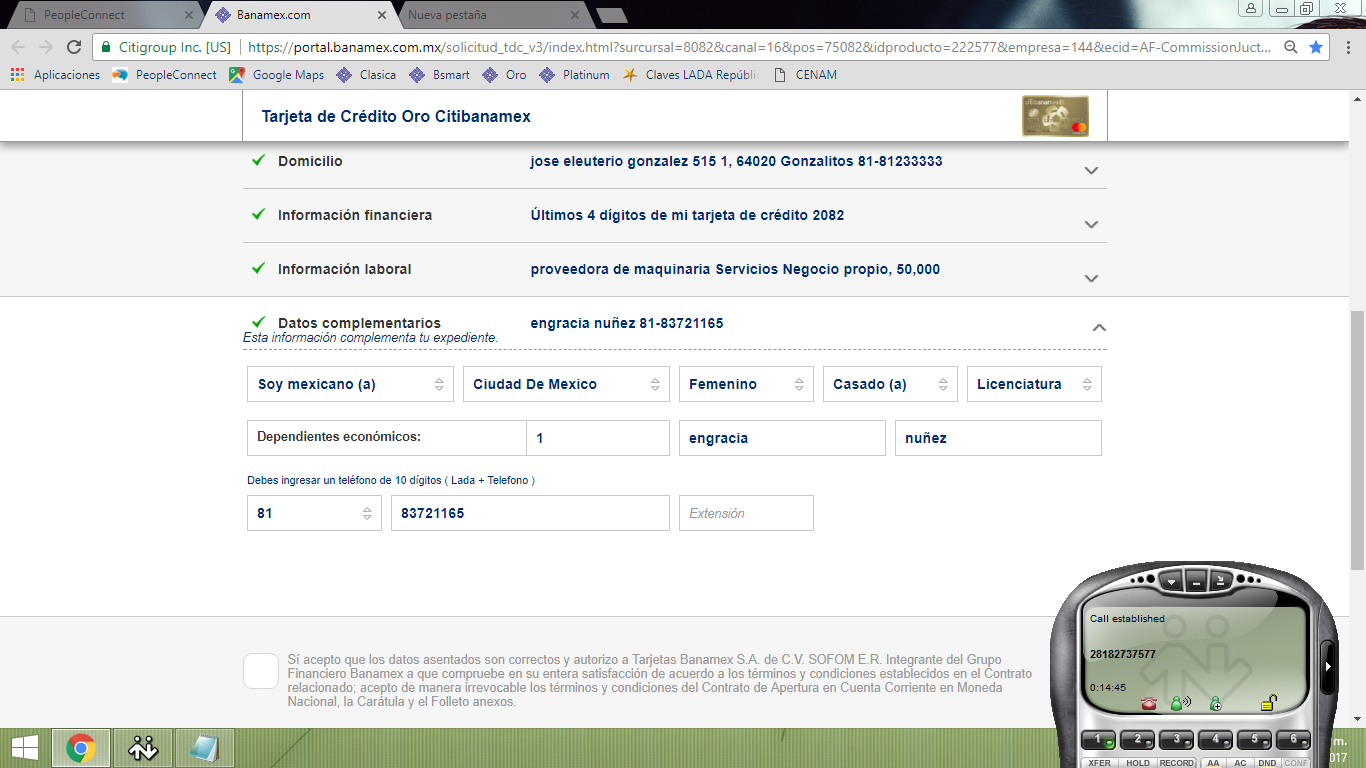 PeopleConnect Banamex.com Nueva pestaña
Citigroup Inc. [US] https://portal.banamex.com.mx/solicitud_tdc_v3/index.html?surcursal=8082&canal=16&pos=75082&idproducto=222577&empresa=144&ecid=AF-CommissionJuct...
Aplicaciones PeopleConnect Google Maps Clasica Bsmart Oro Platinum Claves LADA Repúbli CENAM
Tarjeta de Crédito Oro Citibanamex
Domicilio jose eleuterio gonzalez 515 1, 64020 Gonzalitos 81-81233333
Información financiera Últimos 4 dígitos de mi tarjeta de crédito 2082
Información laboral proveedora de maquinaria Servicios Negocio propio, 50,000
Datos complementarios engracia nuñez 81-83721165
Esta información complementa tu expediente.
Soy mexicano (a) Ciudad De Mexico Femenino Casado (a) Licenciatura
Dependientes económicos: 1 engracia nuñez
Debes ingresar un teléfono de 10 dígitos ( Lada + Telefono )
81 83721165 Extensión
Sí acepto que los datos asentados son correctos y autorizo a Tarjetas Banamex S.A. de C.V. SOFOM E.R. Integrante del Grupo
Financiero Banamex a que compruebe en su entera satisfacción de acuerdo a los términos y condiciones establecidos en el Contrato
relacionado; acepto de manera irrevocable los términos y condiciones del Contrato de Apertura en Cuenta Corriente en Moneda
Nacional, la Carátula y el Folleto anexos.
Call established
28182737577
0:14:45
1 2 3 4 5 6
XFER HOLD RECORD AA AC DND CONF
m.
017